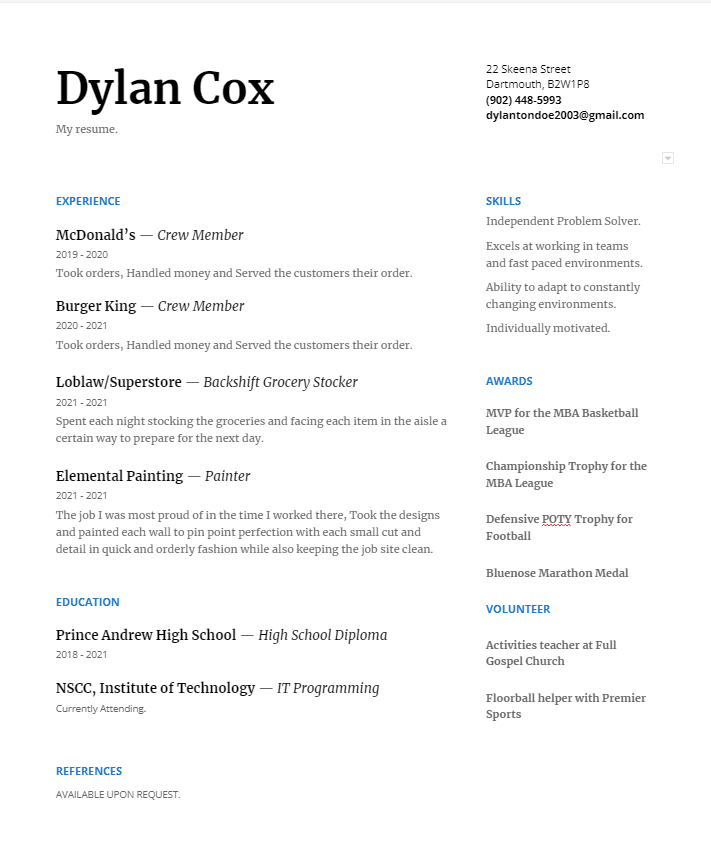 Dylan Cox
My resume.
22 Skeena Street
Dartmouth, B2W1P8
(902) 448-5993
dylantondoe2003@gmail.com
EXPERIENCE
McDonald’s — Crew Member
2019 - 2020
Took orders, Handled money and Served the customers their order.
Burger King — Crew Member
2020 - 2021
Took orders, Handled money and Served the customers their order.
Loblaw/Superstore — Backshift Grocery Stocker
2021 - 2021
Spent each night stocking the groceries and facing each item in the aisle a
certain way to prepare for the next day.
Elemental Painting — Painter
2021 - 2021
The job I was most proud of in the time I worked there, Took the designs
and painted each wall to pin point perfection with each small cut and
detail in quick and orderly fashion while also keeping the job site clean.
EDUCATION
Prince Andrew High School — High School Diploma
2018 - 2021
NSCC, Institute of Technology — IT Programming
Currently Attending.
REFERENCES
AVAILABLE UPON REQUEST.
SKILLS
Independent Problem Solver.
Excels at working in teams
and fast paced environments.
Ability to adapt to constantly
changing environments.
Individually motivated.
AWARDS
MVP for the MBA Basketball
League
Championship Trophy for the
MBA League
Defensive POTY Trophy for
Football
Bluenose Marathon Medal
VOLUNTEER
Activities teacher at Full
Gospel Church
Floorball helper with Premier
Sports